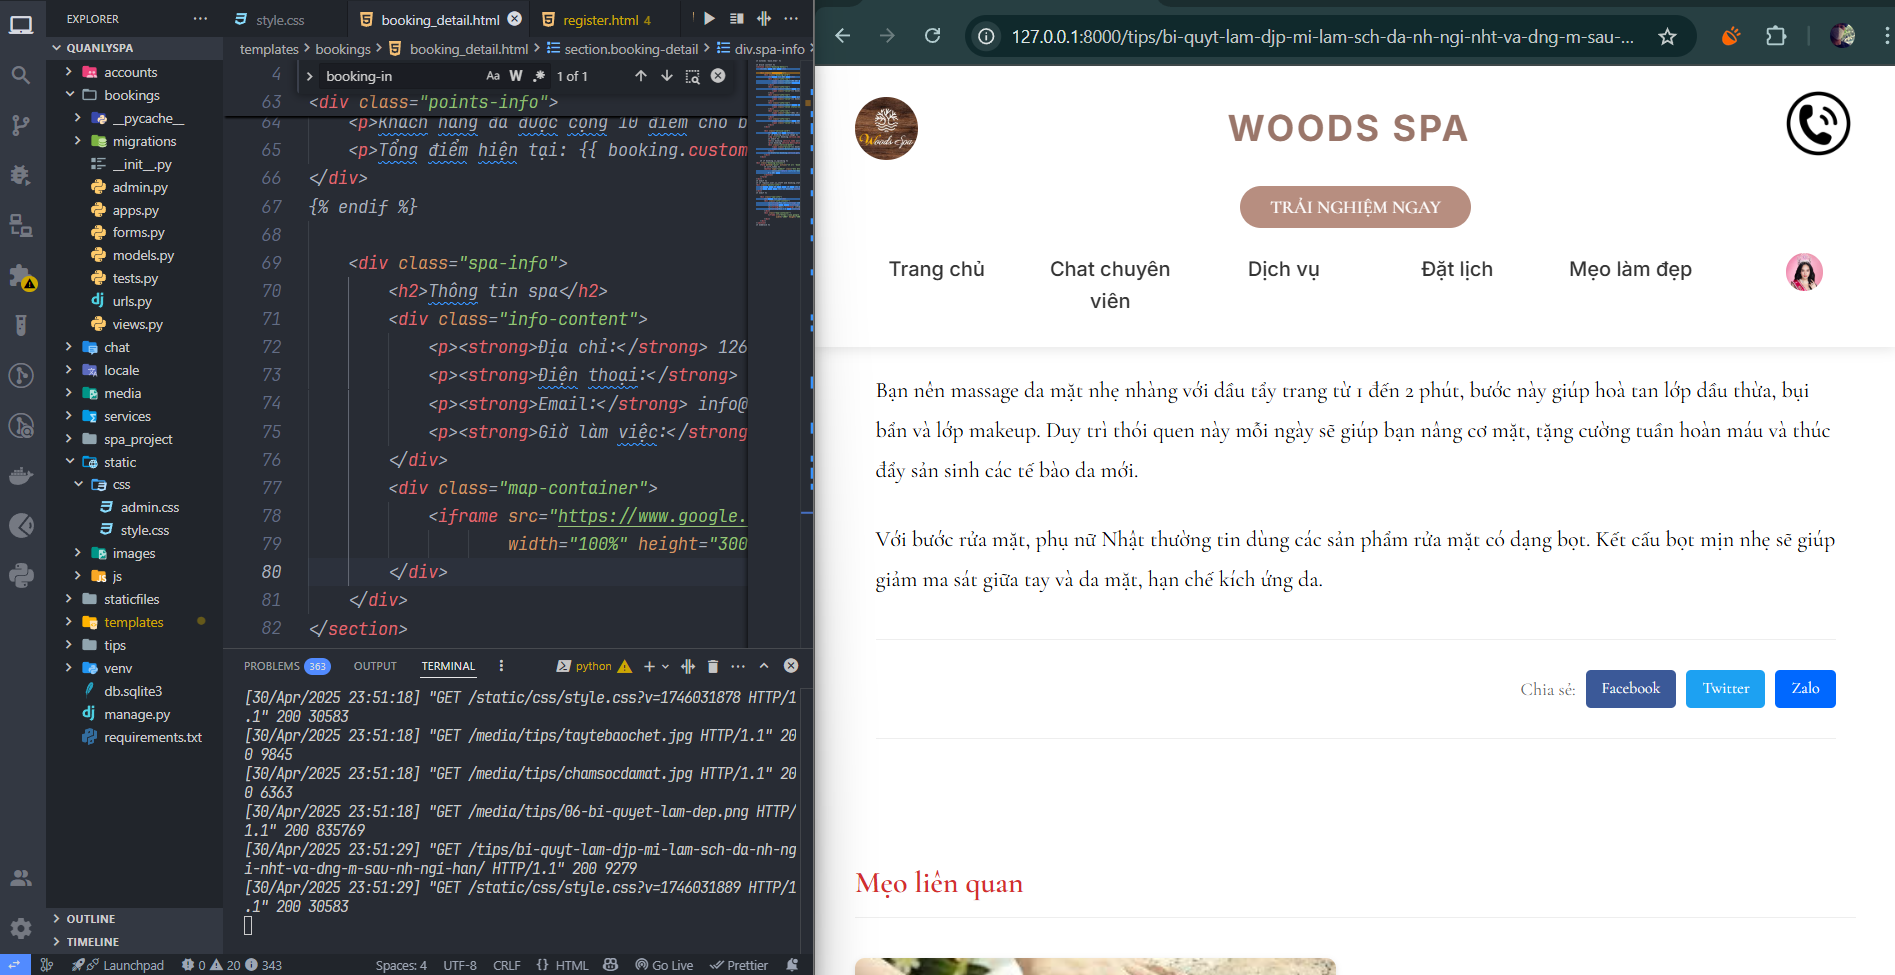 EXPLORER
QUANLYSPA
accounts
bookings
__pycache__
migrations
__init__.py
admin.py
apps.py
forms.py
models.py
tests.py
urls.py
views.py
chat
locale
media
services
spa_project
static
css
admin.css
style.css
images
js
staticfiles
templates
tips
venv
db.sqlite3
manage.py
requirements.txt
OUTLINE
TIMELINE
style.css
booking_detail.html
register.html 4
templates > bookings > booking_detail.html > section.booking-detail > div.spa-info >
booking-in
Aa W 1 of 1
4
63 <div class="points-info">
64 <p>Khách hàng đã được cộng 10 điểm cho b
65 <p>Tổng điểm hiện tại: {{ booking.custom
66 </div>
67 {% endif %}
68
69 <div class="spa-info">
70 <h2>Thông tin spa</h2>
71 <div class="info-content">
72 <p><strong>Địa chỉ:</strong> 126
73 <p><strong>Điện thoại:</strong>
74 <p><strong>Email:</strong> info@
75 <p><strong>Giờ làm việc:</strong
76 </div>
77 <div class="map-container">
78 <iframe src="https://www.google.
79 width="100%" height="300
80 </div>
81 </div>
82 </section>
PROBLEMS 363 OUTPUT TERMINAL python
[30/Apr/2025 23:51:18] "GET /static/css/style.css?v=1746031878 HTTP/1
.1" 200 30583
[30/Apr/2025 23:51:18] "GET /media/tips/taytebaochet.jpg HTTP/1.1" 20
0 9845
[30/Apr/2025 23:51:18] "GET /media/tips/chamsocdamat.jpg HTTP/1.1" 20
0 6363
[30/Apr/2025 23:51:18] "GET /media/tips/06-bi-quyet-lam-dep.png HTTP/
1.1" 200 835769
[30/Apr/2025 23:51:29] "GET /tips/bi-quyt-lam-djp-mi-lam-sch-da-nh-ng
i-nht-va-dng-m-sau-nh-ngi-han/ HTTP/1.1" 200 9279
[30/Apr/2025 23:51:29] "GET /static/css/style.css?v=1746031889 HTTP/1
.1" 200 30583
Launchpad 0 20 343 Spaces: 4 UTF-8 CRLF {} HTML Go Live Prettier
127.0.0.1:8000/tips/bi-quyt-lam-djp-mi-lam-sch-da-nh-ngi-nht-va-dng-m-sau-...
Woods Spa
WOODS SPA
TRẢI NGHIỆM NGAY
Trang chủ
Chat chuyên
viên
Dịch vụ
Đặt lịch
Mẹo làm đẹp
Bạn nên massage da mặt nhẹ nhàng với dầu tẩy trang từ 1 đến 2 phút, bước này giúp hoà tan lớp dầu thừa, bụi
bẩn và lớp makeup. Duy trì thói quen này mỗi ngày sẽ giúp bạn nâng cơ mặt, tăng cường tuần hoàn máu và thúc
đẩy sản sinh các tế bào da mới.
Với bước rửa mặt, phụ nữ Nhật thường tin dùng các sản phẩm rửa mặt có dạng bọt. Kết cấu bọt mịn nhẹ sẽ giúp
giảm ma sát giữa tay và da mặt, hạn chế kích ứng da.
Chia sẻ: Facebook Twitter Zalo
Mẹo liên quan